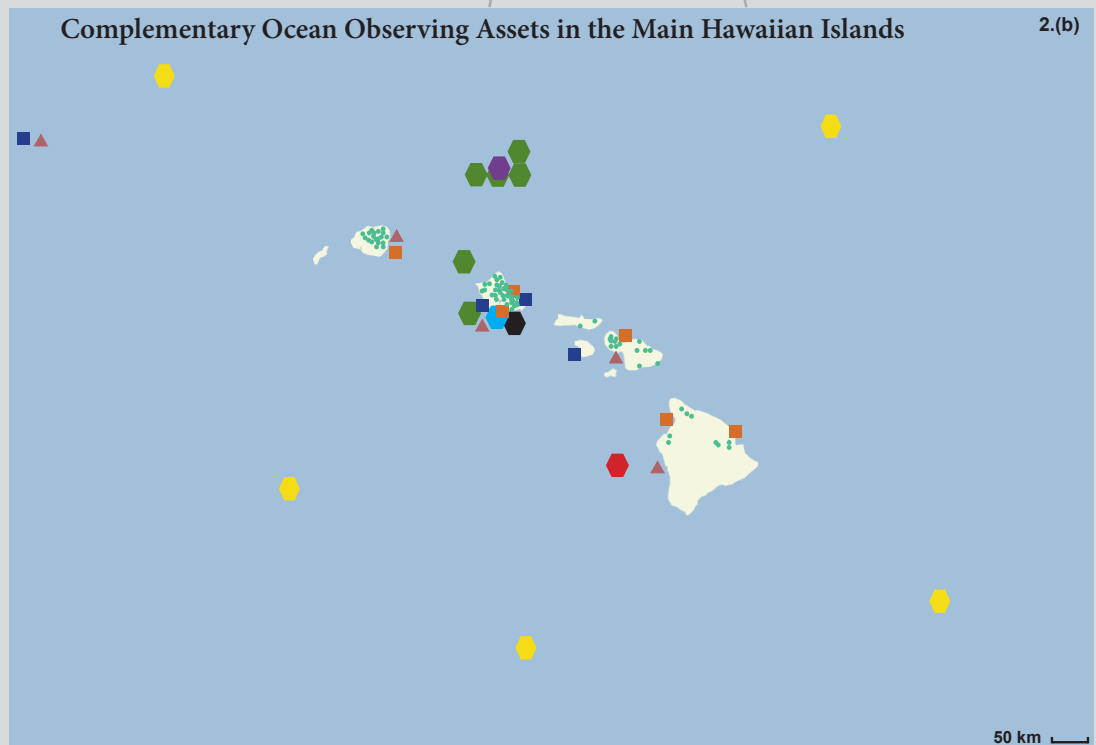 Complementary Ocean Observing Assets in the Main Hawaiian Islands
2.(b)
50 km